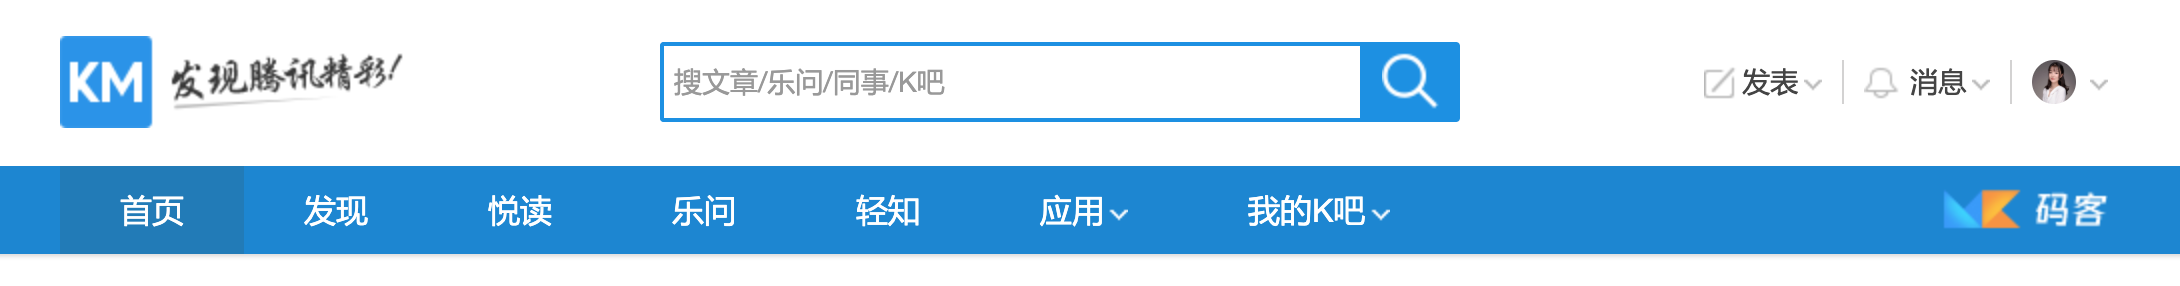 KM 发现腾讯精彩!
搜文章/乐问/同事/K吧
发表 消息
首页 发现 悦读 乐问 轻知 应用 我的K吧 码客